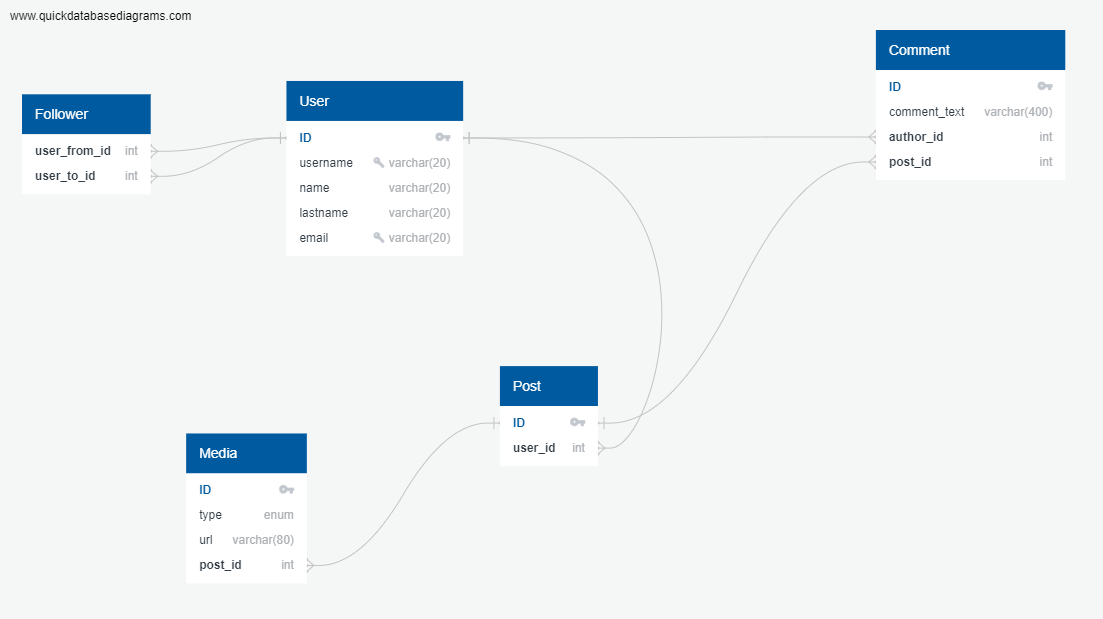 www.quickdatabasediagrams.com
Follower
user_from_id int
user_to_id int
User
ID
username varchar(20)
name varchar(20)
lastname varchar(20)
email varchar(20)
Comment
ID
comment_text varchar(400)
author_id int
post_id int
Post
ID
user_id int
Media
ID
type enum
url varchar(80)
post_id int